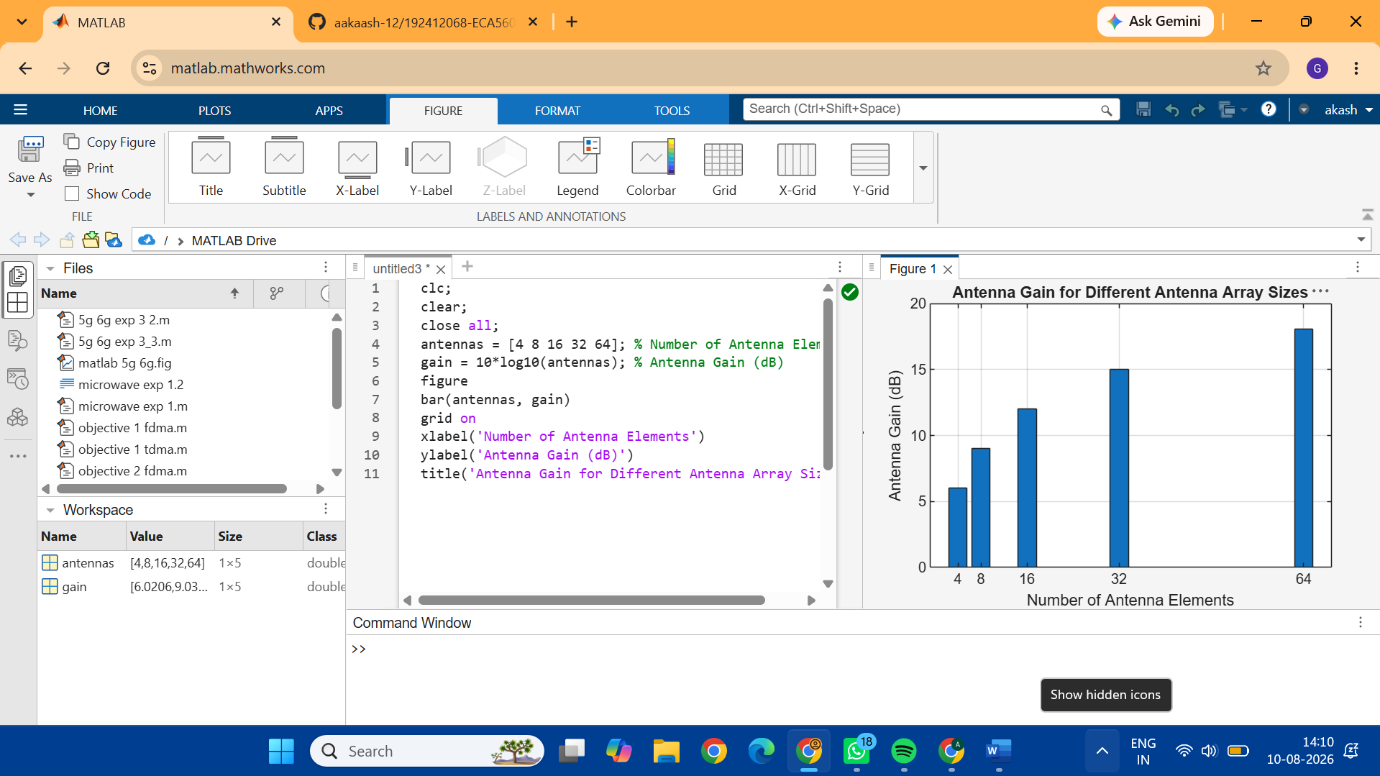 MATLAB
aakaash-12/192412068-ECA560
Ask Gemini
matlab.mathworks.com
G
HOME PLOTS APPS FIGURE FORMAT TOOLS
Search (Ctrl+Shift+Space)
akash
Save As
Copy Figure
Print
Show Code
FILE
Title Subtitle X-Label Y-Label Z-Label Legend Colorbar Grid X-Grid Y-Grid
LABELS AND ANNOTATIONS
/ > MATLAB Drive
Files
Name
5g 6g exp 3 2.m
5g 6g exp 3_3.m
matlab 5g 6g.fig
microwave exp 1.2
microwave exp 1.m
objective 1 fdma.m
objective 1 tdma.m
objective 2 fdma.m
Workspace
Name Value Size Class
antennas [4,8,16,32,64] 1×5 double
gain [6.0206,9.03... 1×5 double
untitled3 *
1 clc;
2 clear;
3 close all;
4 antennas = [4 8 16 32 64]; % Number of Antenna Elem
5 gain = 10*log10(antennas); % Antenna Gain (dB)
6 figure
7 bar(antennas, gain)
8 grid on
9 xlabel('Number of Antenna Elements')
10 ylabel('Antenna Gain (dB)')
11 title('Antenna Gain for Different Antenna Array Siz
Figure 1
Antenna Gain for Different Antenna Array Sizes
20
15
10
5
0
Antenna Gain (dB)
4 8 16 32 64
Number of Antenna Elements
Command Window
>>
Show hidden icons
Search
18
A
W
ENG
IN
14:10
10-08-2026